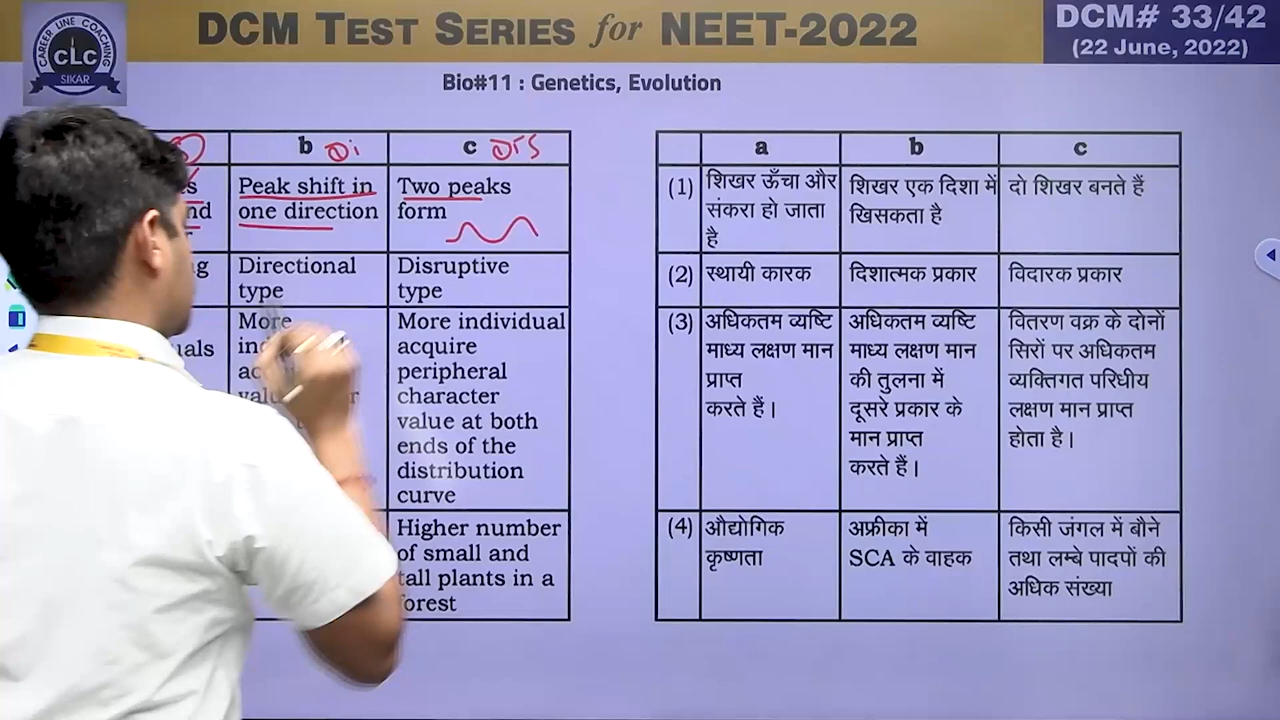 DCM TEST SERIES for NEET-2022
DCM# 33/42
(22 June, 2022)
CAREER LINE COACHING
CLC
SIKAR
Bio#11 : Genetics, Evolution
b
c
Peak shift in
one direction
Two peaks
form
Directional
type
Disruptive
type
More
More individual
acquire
peripheral
character
value at both
ends of the
distribution
curve
Higher number
of small and
tall plants in a
forest
a b c
(1) शिखर ऊँचा और
संकरा हो जाता
है
शिखर एक दिशा में
खिसकता है
दो शिखर बनते हैं
(2) स्थायी कारक
दिशात्मक प्रकार
विदारक प्रकार
(3) अधिकतम व्यष्टि
माध्य लक्षण मान
प्राप्त
करते हैं।
अधिकतम व्यष्टि
माध्य लक्षण मान
की तुलना में
दूसरे प्रकार के
मान प्राप्त
करते हैं।
वितरण वक्र के दोनों
सिरों पर अधिकतम
व्यक्तिगत परिधीय
लक्षण मान प्राप्त
होता है।
(4) औद्योगिक
कृष्णता
अफ्रीका में
SCA के वाहक
किसी जंगल में बौने
तथा लम्बे पादपों की
अधिक संख्या